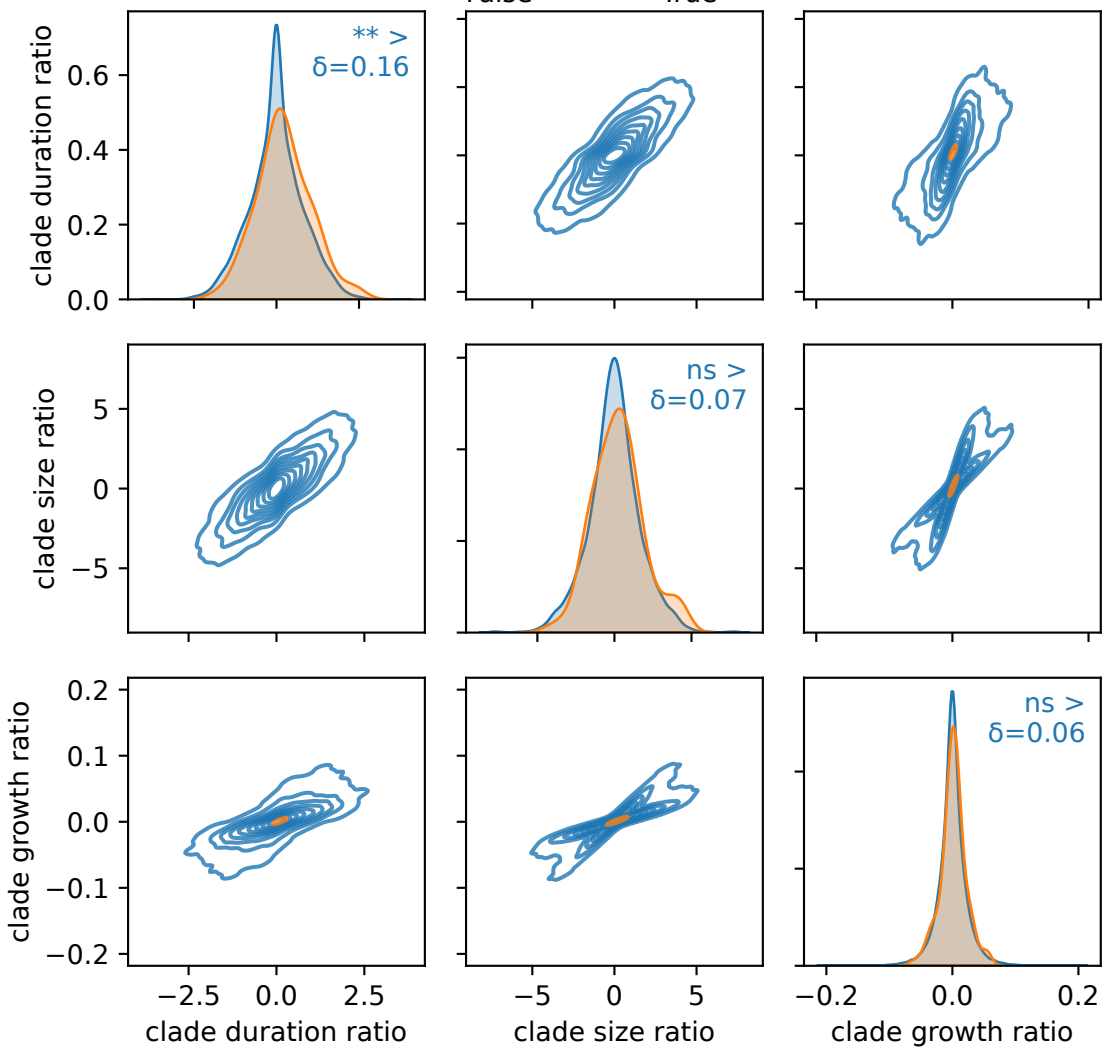 False True
** >
δ=0.16
clade duration ratio
0.6
0.4
0.2
0.0
ns >
δ=0.07
clade size ratio
5
0
−5
ns >
δ=0.06
clade growth ratio
0.2
0.1
0.0
−0.1
−0.2
−2.5 0.0 2.5 −5 0 5 −0.2 0.0 0.2
clade duration ratio clade size ratio clade growth ratio